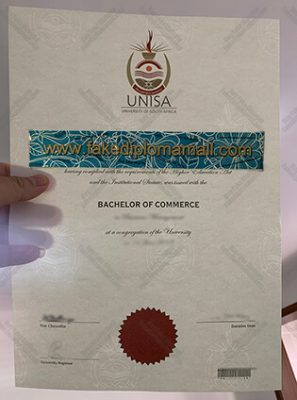 UNISA
UNIVERSITY OF SOUTH AFRICA
www.fakediplomamall.com
having complied with the requirements of the Higher Education Act
and the Institutional Statute, was issued with the
BACHELOR OF COMMERCE
in Business Management
at a congregation of the University
Vice Chancellor
Executive Dean
University Registrar